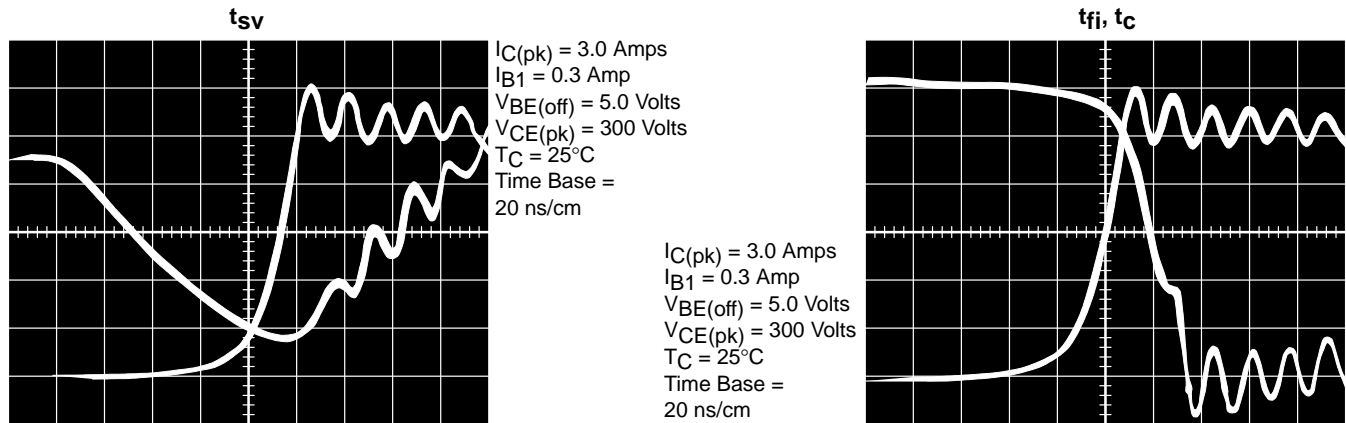 tsv
tfi, tc
IC(pk) = 3.0 Amps
IB1 = 0.3 Amp
VBE(off) = 5.0 Volts
VCE(pk) = 300 Volts
TC = 25°C
Time Base =
20 ns/cm
IC(pk) = 3.0 Amps
IB1 = 0.3 Amp
VBE(off) = 5.0 Volts
VCE(pk) = 300 Volts
TC = 25°C
Time Base =
20 ns/cm